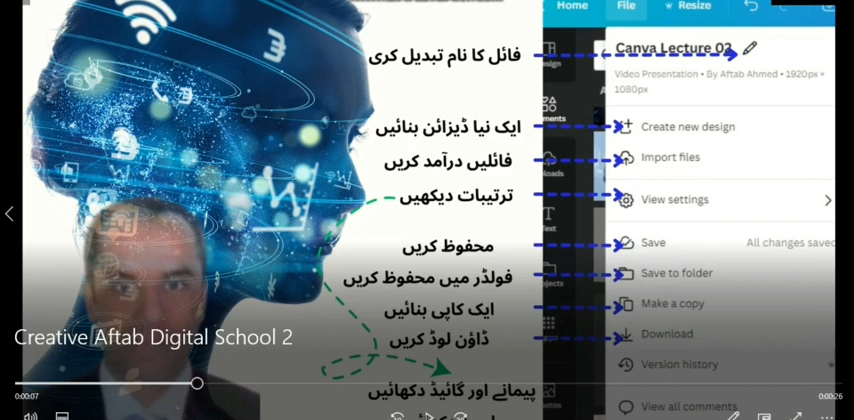 Home File Resize
فائل کا نام تبدیل کری
Canva Lecture 02
Video Presentation • By Aftab Ahmed • 1920px ×
1080px
ایک نیا ڈیزائن بنائیں
Create new design
فائلیں درآمد کریں
Import files
ترتیبات دیکھیں
View settings
محفوظ کریں
Save All changes saved
فولڈر میں محفوظ کریں
Save to folder
ایک کاپی بنائیں
Make a copy
ڈاؤن لوڈ کریں
Download
Creative Aftab Digital School 2
Version history
پیمانے اور گائیڈ دکھائیں
0:00:07 0:00:26
View all comments
Text